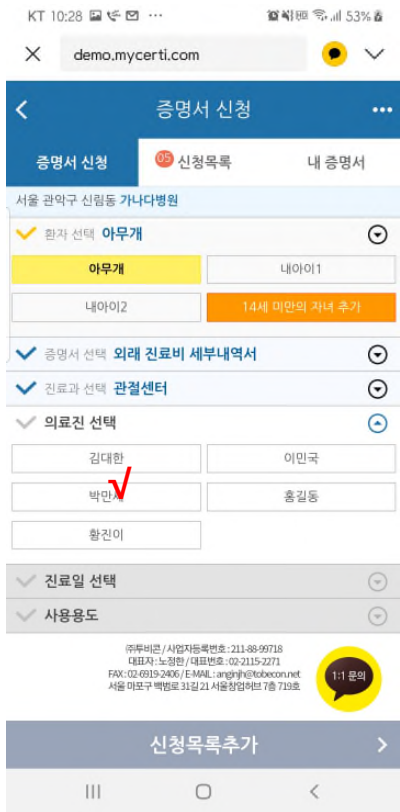 KT 10:28 53%
demo.mycerti.com
증명서 신청
증명서 신청 05 신청목록 내 증명서
서울 관악구 신림동 가나다병원
환자 선택 아무개
아무개 내아이1
내아이2 14세 미만의 자녀 추가
증명서 선택 외래 진료비 세부내역서
진료과 선택 관절센터
의료진 선택
김대한 이민국
박만 홍길동
황진이
진료일 선택
사용용도
㈜투비콘 / 사업자등록번호 : 211-88-99718
대표자 : 노정한 / 대표번호 : 02-2115-2271
FAX : 02-6919-2406 / E-MAIL : anginjh@tobecon.net
서울 마포구 백범로 31길 21 서울창업허브 7층 719호
1:1 문의
신청목록추가